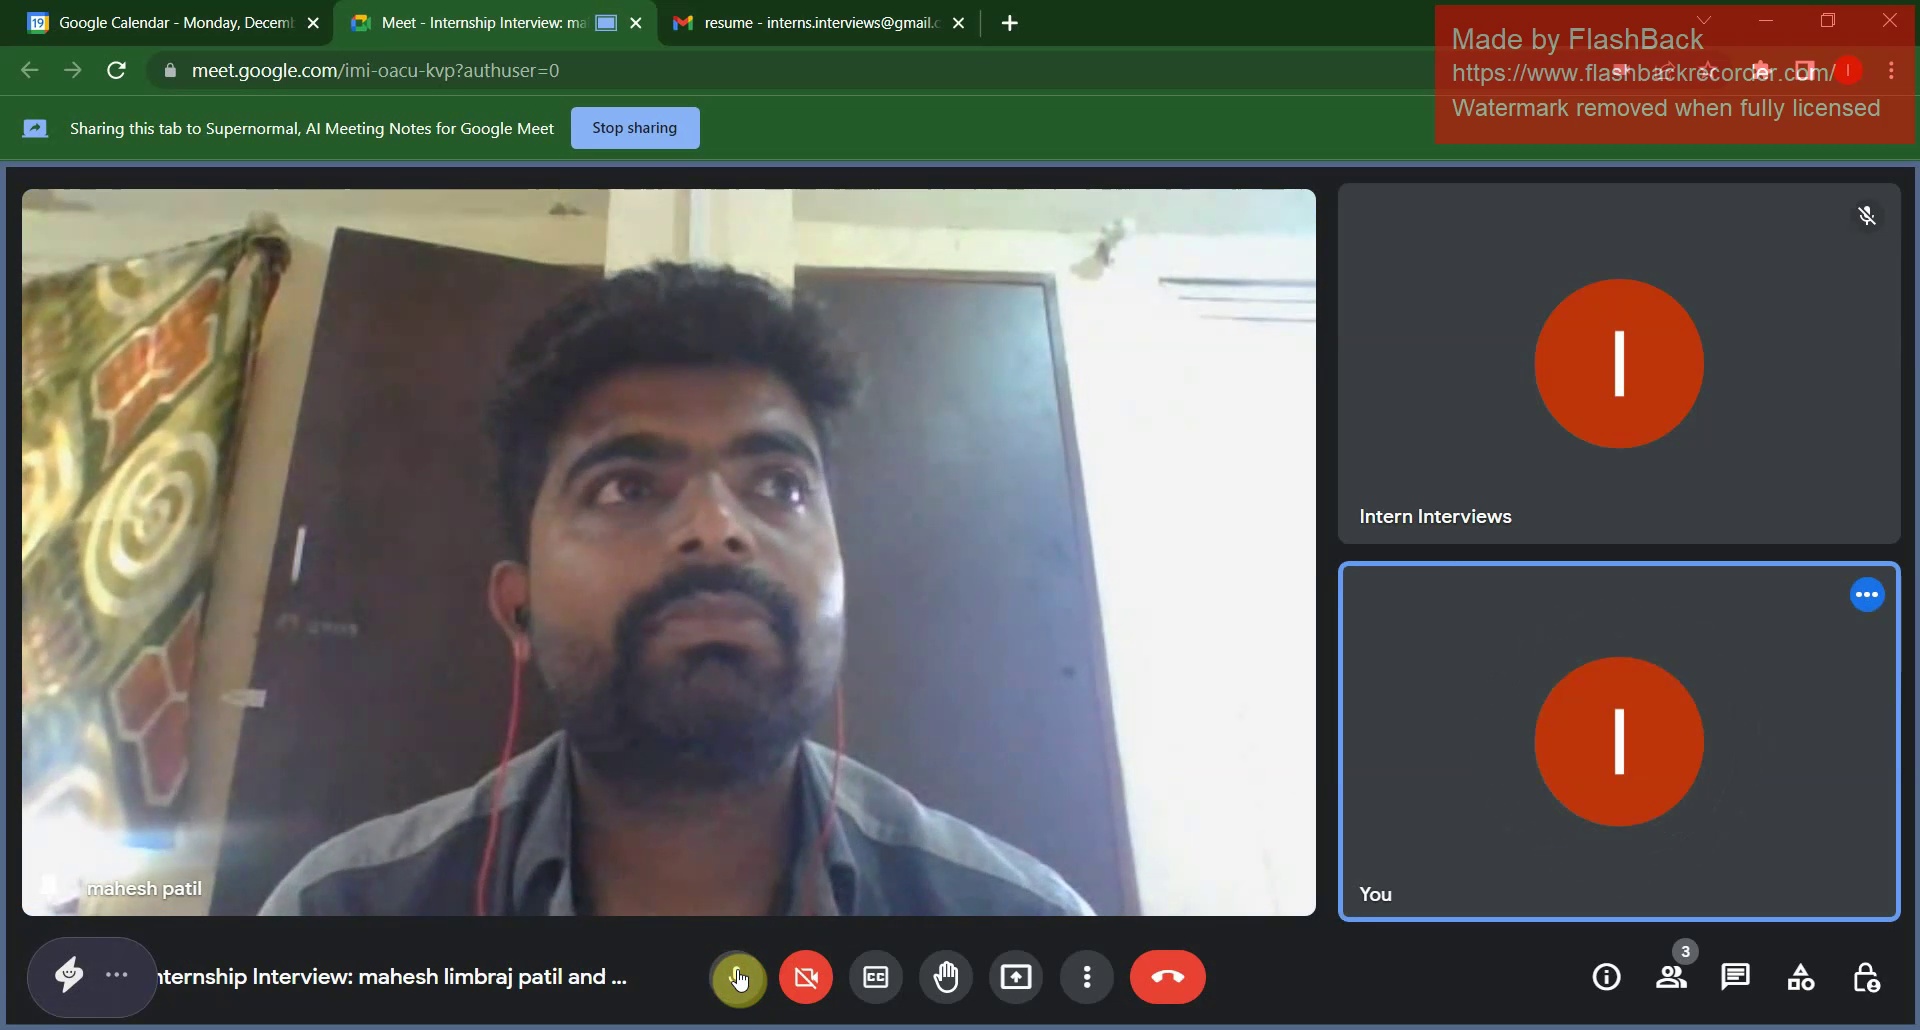 19 Google Calendar - Monday, Decem
Meet - Internship Interview: ma
resume - interns.interviews@gmail.c
meet.google.com/imi-oacu-kvp?authuser=0
Made by FlashBack
https://www.flashbackrecorder.com/
Watermark removed when fully licensed
Sharing this tab to Supernormal, AI Meeting Notes for Google Meet
Stop sharing
I
Intern Interviews
I
mahesh patil
You
nternship Interview: mahesh limbraj patil and ...
CC
3